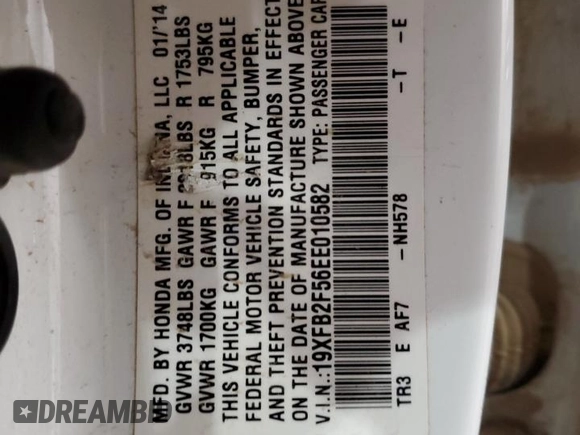 MFD. BY HONDA MFG. OF INDIANA, LLC 01/'14
GVWR 3748LBS GAWR F LBS R 1753LBS
GVWR 1700KG GAWR F 915KG R 795KG
THIS VEHICLE CONFORMS TO ALL APPLICABLE
FEDERAL MOTOR VEHICLE SAFETY, BUMPER,
AND THEFT PREVENTION STANDARDS IN EFFECT
ON THE DATE OF MANUFACTURE SHOWN ABOVE
V.I.N.:19XFB2F56EE010582 TYPE: PASSENGER CAR
TR3 E AF7 -NH578 -T -E
DREAMBID